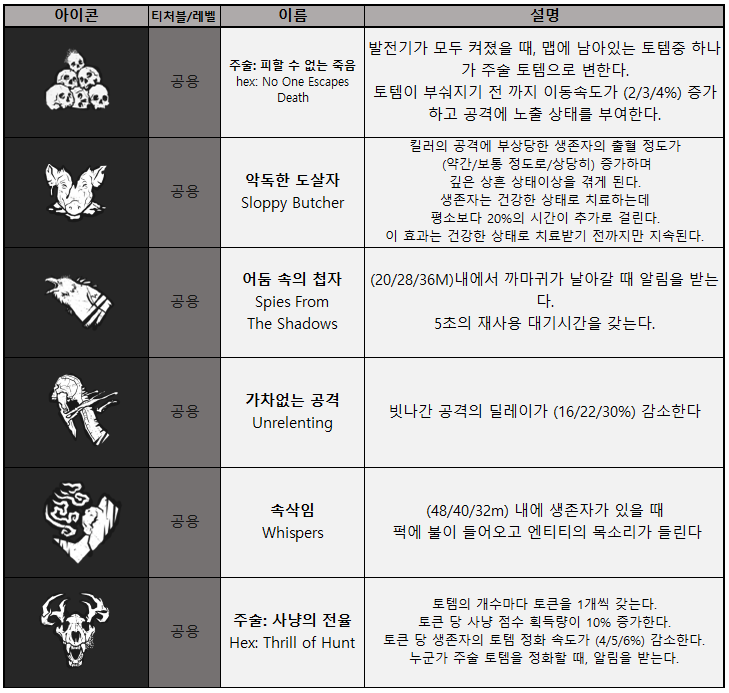 아이콘
티처블/레벨
이름
설명
공용
주술: 피할 수 없는 죽음
hex: No One Escapes
Death
발전기가 모두 켜졌을 때, 맵에 남아있는 토템중 하나
가 주술 토템으로 변한다.
토템이 부숴지기 전 까지 이동속도가 (2/3/4%) 증가
하고 공격에 노출 상태를 부여한다.
공용
악독한 도살자
Sloppy Butcher
킬러의 공격에 부상당한 생존자의 출혈 정도가
(약간/보통 정도로/상당히) 증가하며
깊은 상흔 상태이상을 겪게 된다.
생존자는 건강한 상태로 치료하는데
평소보다 20%의 시간이 추가로 걸린다.
이 효과는 건강한 상태로 치료받기 전까지만 지속된다.
공용
어둠 속의 첩자
Spies From
The Shadows
(20/28/36M)내에서 까마귀가 날아갈 때 알림을 받는
다.
5초의 재사용 대기시간을 갖는다.
공용
가차없는 공격
Unrelenting
빗나간 공격의 딜레이가 (16/22/30%) 감소한다
공용
속삭임
Whispers
(48/40/32m) 내에 생존자가 있을 때
퍽에 불이 들어오고 엔티티의 목소리가 들린다
공용
주술: 사냥의 전율
Hex: Thrill of Hunt
토템의 개수마다 토큰을 1개씩 갖는다.
토큰 당 사냥 점수 획득량이 10% 증가한다.
토큰 당 생존자의 토템 정화 속도가 (4/5/6%) 감소한다.
누군가 주술 토템을 정화할 때, 알림을 받는다.